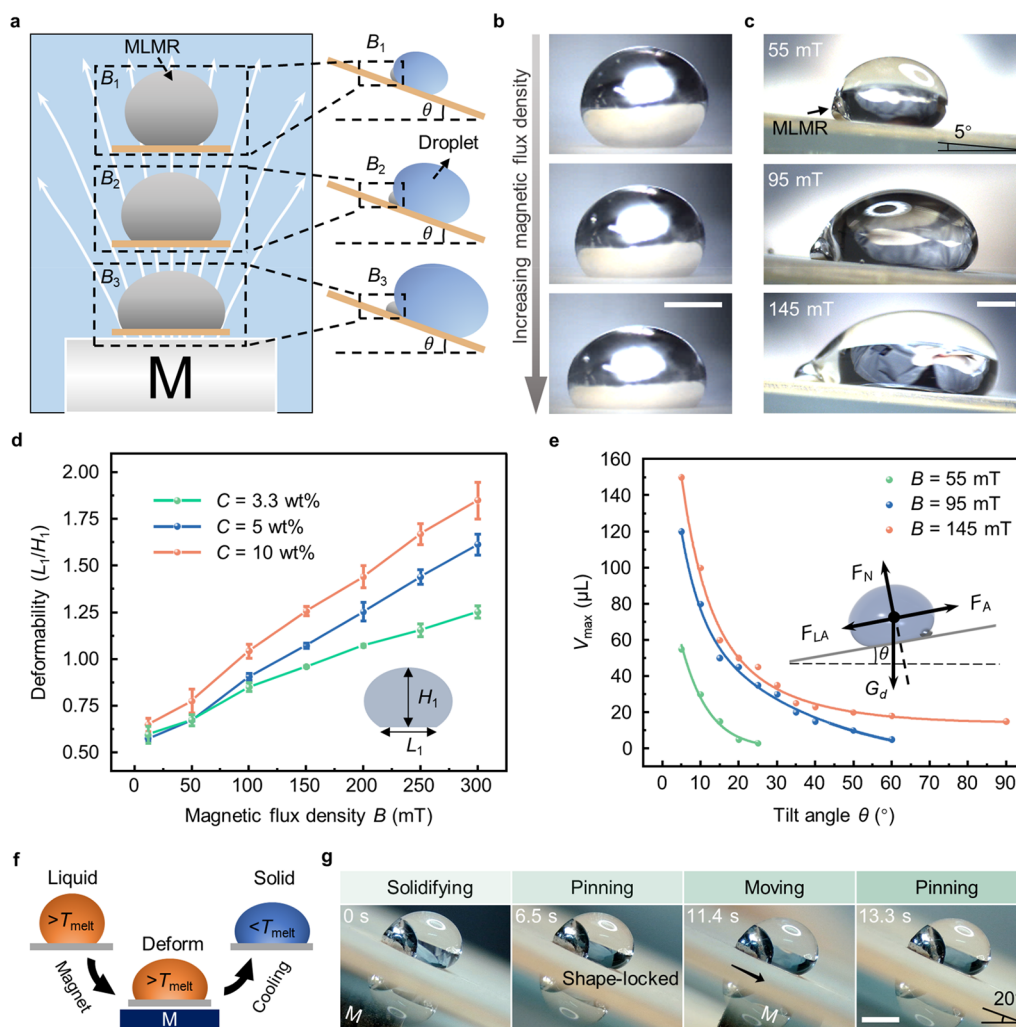 a
MLMR
B₁
B₂
B₃
M
B₁
θ
Droplet
B₂
θ
B₃
θ
b
Increasing magnetic flux density
c
55 mT
MLMR
5°
95 mT
145 mT
d
2.00
1.75
1.50
1.25
1.00
0.75
0.50
Deformability (L₁/H₁)
C = 3.3 wt%
C = 5 wt%
C = 10 wt%
H₁
L₁
0 50 100 150 200 250 300
Magnetic flux density B (mT)
e
160
140
120
100
80
60
40
20
0
Vmax (µL)
B = 55 mT
B = 95 mT
B = 145 mT
F_N
F_A
F_LA
θ
G_d
0 10 20 30 40 50 60 70 80 90
Tilt angle θ (°)
f
Liquid
>Tmelt
Magnet
Deform
>Tmelt
M
Solid
<Tmelt
Cooling
g
Solidifying
Pinning
Moving
Pinning
0 s
6.5 s
11.4 s
13.3 s
Shape-locked
M
M
20°